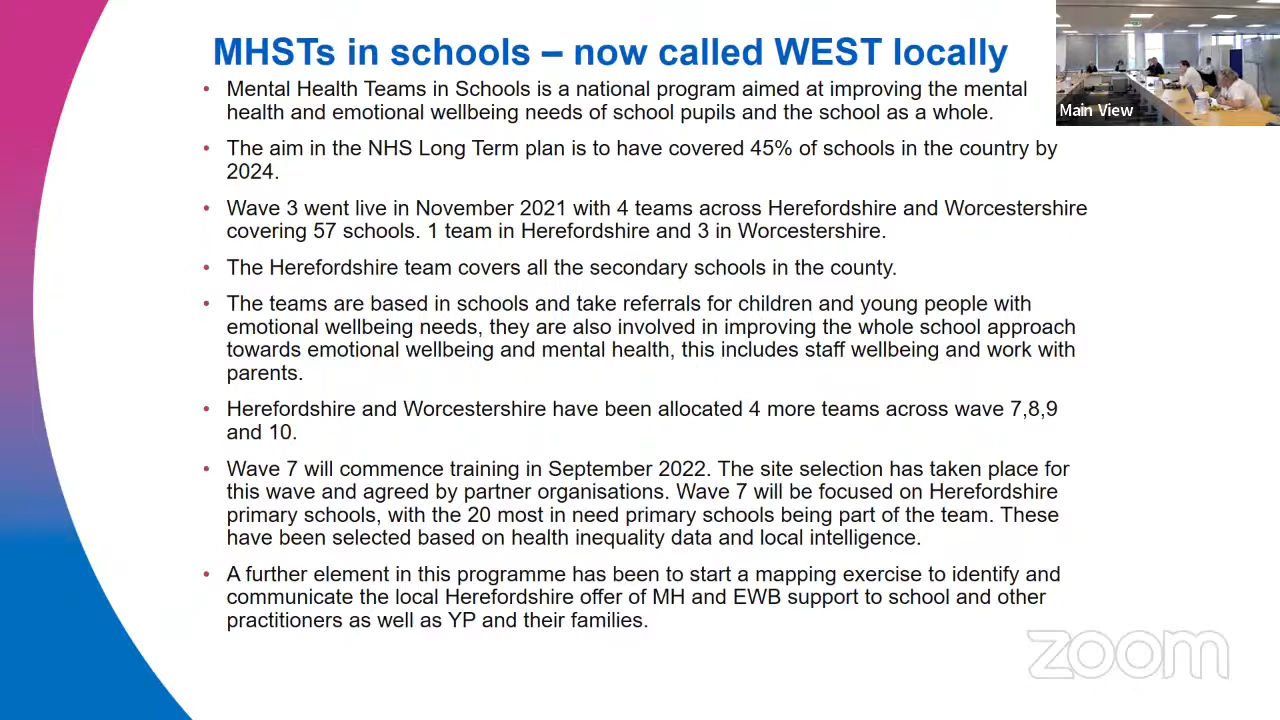 MHSTs in schools – now called WEST locally
• Mental Health Teams in Schools is a national program aimed at improving the mental
health and emotional wellbeing needs of school pupils and the school as a whole.
• The aim in the NHS Long Term plan is to have covered 45% of schools in the country by
2024.
• Wave 3 went live in November 2021 with 4 teams across Herefordshire and Worcestershire
covering 57 schools. 1 team in Herefordshire and 3 in Worcestershire.
• The Herefordshire team covers all the secondary schools in the county.
• The teams are based in schools and take referrals for children and young people with
emotional wellbeing needs, they are also involved in improving the whole school approach
towards emotional wellbeing and mental health, this includes staff wellbeing and work with
parents.
• Herefordshire and Worcestershire have been allocated 4 more teams across wave 7,8,9
and 10.
• Wave 7 will commence training in September 2022. The site selection has taken place for
this wave and agreed by partner organisations. Wave 7 will be focused on Herefordshire
primary schools, with the 20 most in need primary schools being part of the team. These
have been selected based on health inequality data and local intelligence.
• A further element in this programme has been to start a mapping exercise to identify and
communicate the local Herefordshire offer of MH and EWB support to school and other
practitioners as well as YP and their families.
Main View
zoom